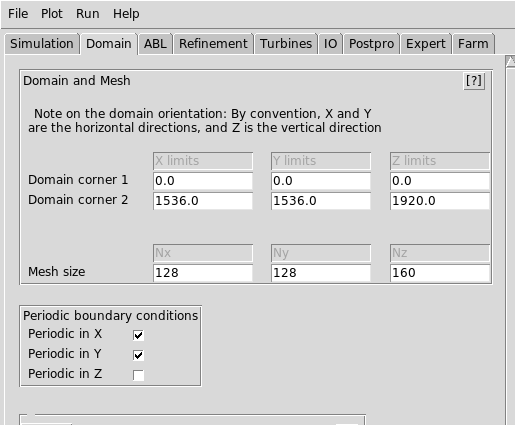 File Plot Run Help
Simulation Domain ABL Refinement Turbines IO Postpro Expert Farm
Domain and Mesh [?]
Note on the domain orientation: By convention, X and Y
are the horizontal directions, and Z is the vertical direction
X limits Y limits Z limits
Domain corner 1 0.0 0.0 0.0
Domain corner 2 1536.0 1536.0 1920.0
Nx Ny Nz
Mesh size 128 128 160
Periodic boundary conditions
Periodic in X
Periodic in Y
Periodic in Z